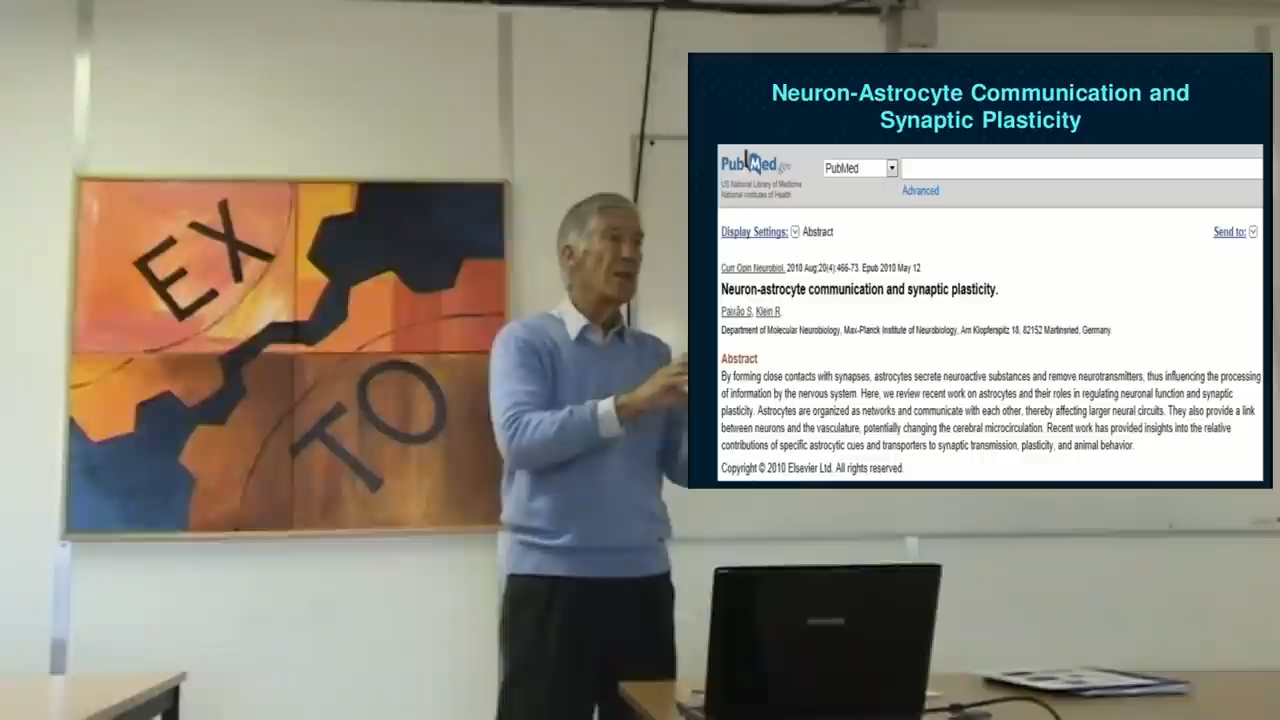 EX
TO
Neuron-Astrocyte Communication and
Synaptic Plasticity
PubMed.gov
US National Library of Medicine
National Institutes of Health
PubMed
Advanced
Display Settings: Abstract
Send to:
Curr Opin Neurobiol. 2010 Aug;20(4):466-73. Epub 2010 May 12
Neuron-astrocyte communication and synaptic plasticity.
Paixão S, Klein R.
Department of Molecular Neurobiology, Max-Planck Institute of Neurobiology, Am Klopferspitz 18, 82152 Martinsried, Germany.
Abstract
By forming close contacts with synapses, astrocytes secrete neuroactive substances and remove neurotransmitters, thus influencing the processing
of information by the nervous system. Here, we review recent work on astrocytes and their roles in regulating neuronal function and synaptic
plasticity. Astrocytes are organized as networks and communicate with each other, thereby affecting larger neural circuits. They also provide a link
between neurons and the vasculature, potentially changing the cerebral microcirculation. Recent work has provided insights into the relative
contributions of specific astrocytic cues and transporters to synaptic transmission, plasticity, and animal behavior.
Copyright © 2010 Elsevier Ltd. All rights reserved.